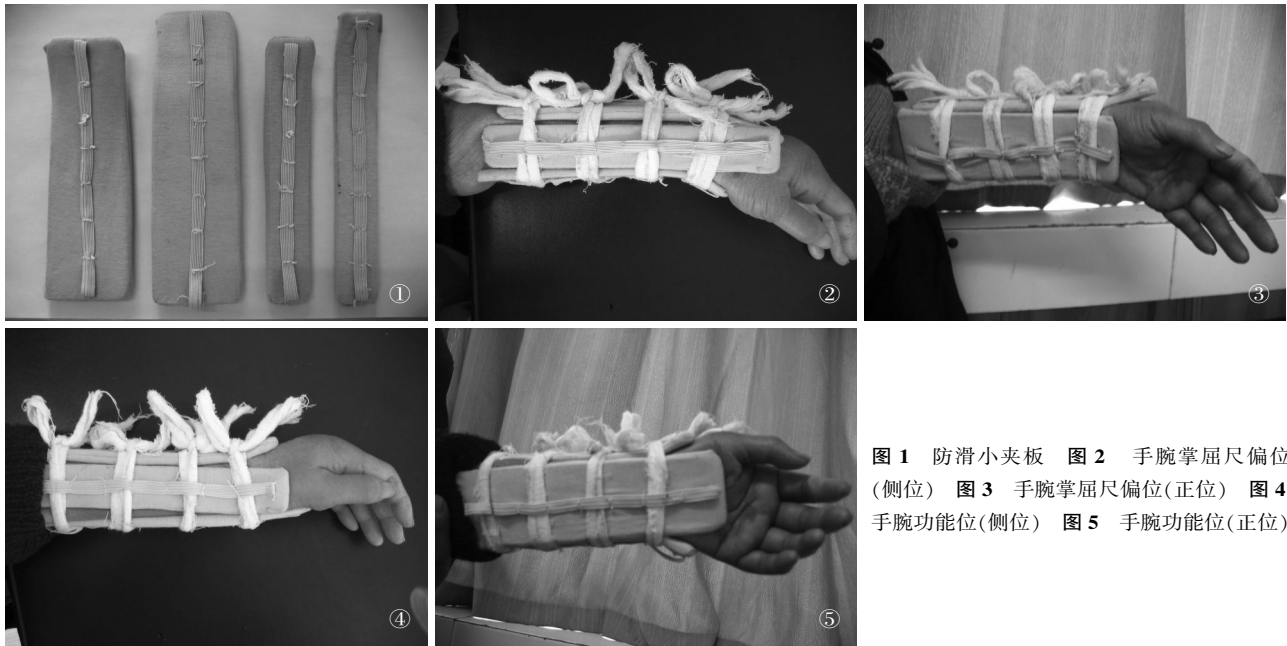 ①
②
③
④
⑤
图 1 防滑小夹板 图 2 手腕掌屈尺偏位
(侧位) 图 3 手腕掌屈尺偏位(正位) 图 4
手腕功能位(侧位) 图 5 手腕功能位(正位)